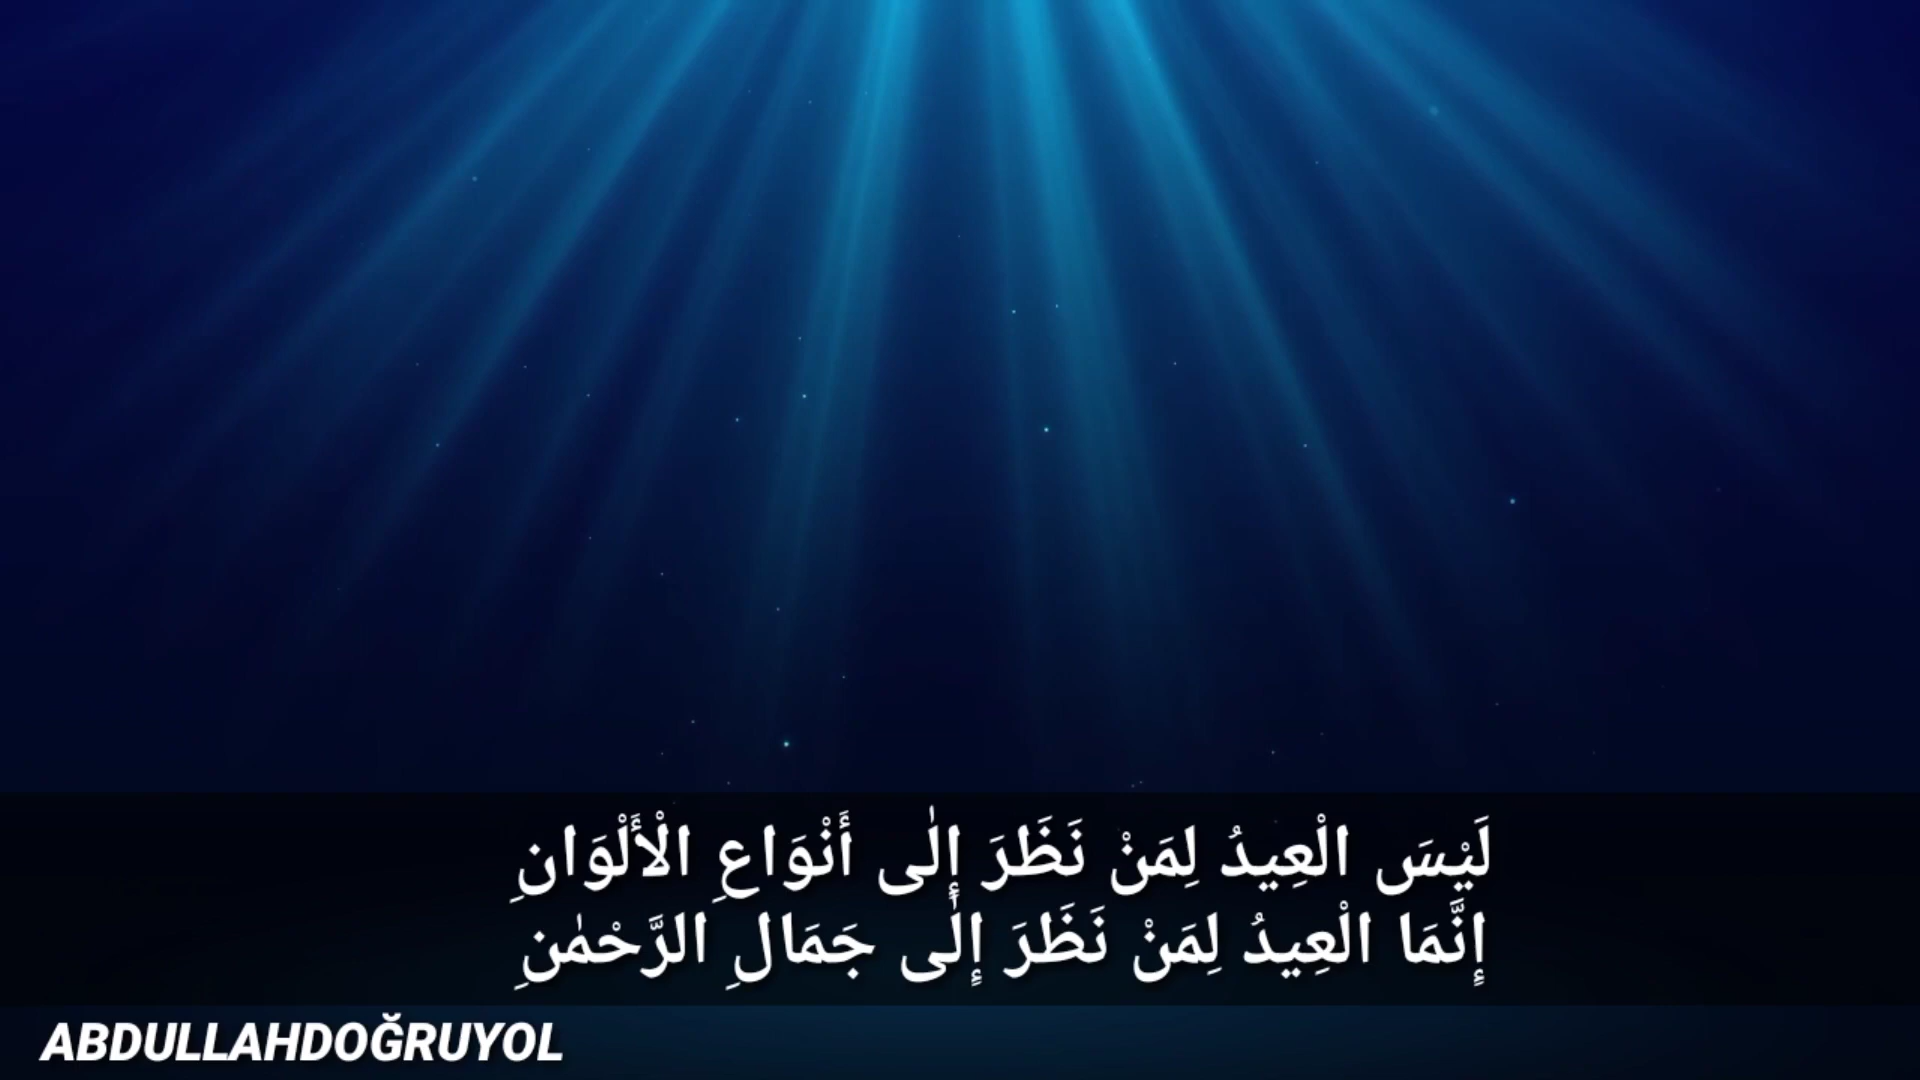 لَيْسَ الْعِيدُ لِمَنْ نَظَرَ إِلٰى أَنْوَاعِ الْأَلْوَانِ
إِنَّمَا الْعِيدُ لِمَنْ نَظَرَ إِلٰى جَمَالِ الرَّحْمٰنِ
ABDULLAHDOĞRUYOL